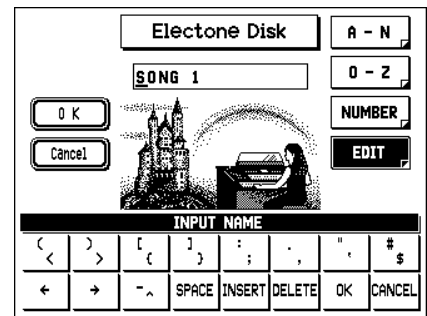 Electone Disk
A - N
SONG 1
O - Z
OK
NUMBER
Cancel
EDIT
INPUT NAME
( < ) > [ { ] } : ; . , " ' # $
← → - ^ SPACE INSERT DELETE OK CANCEL